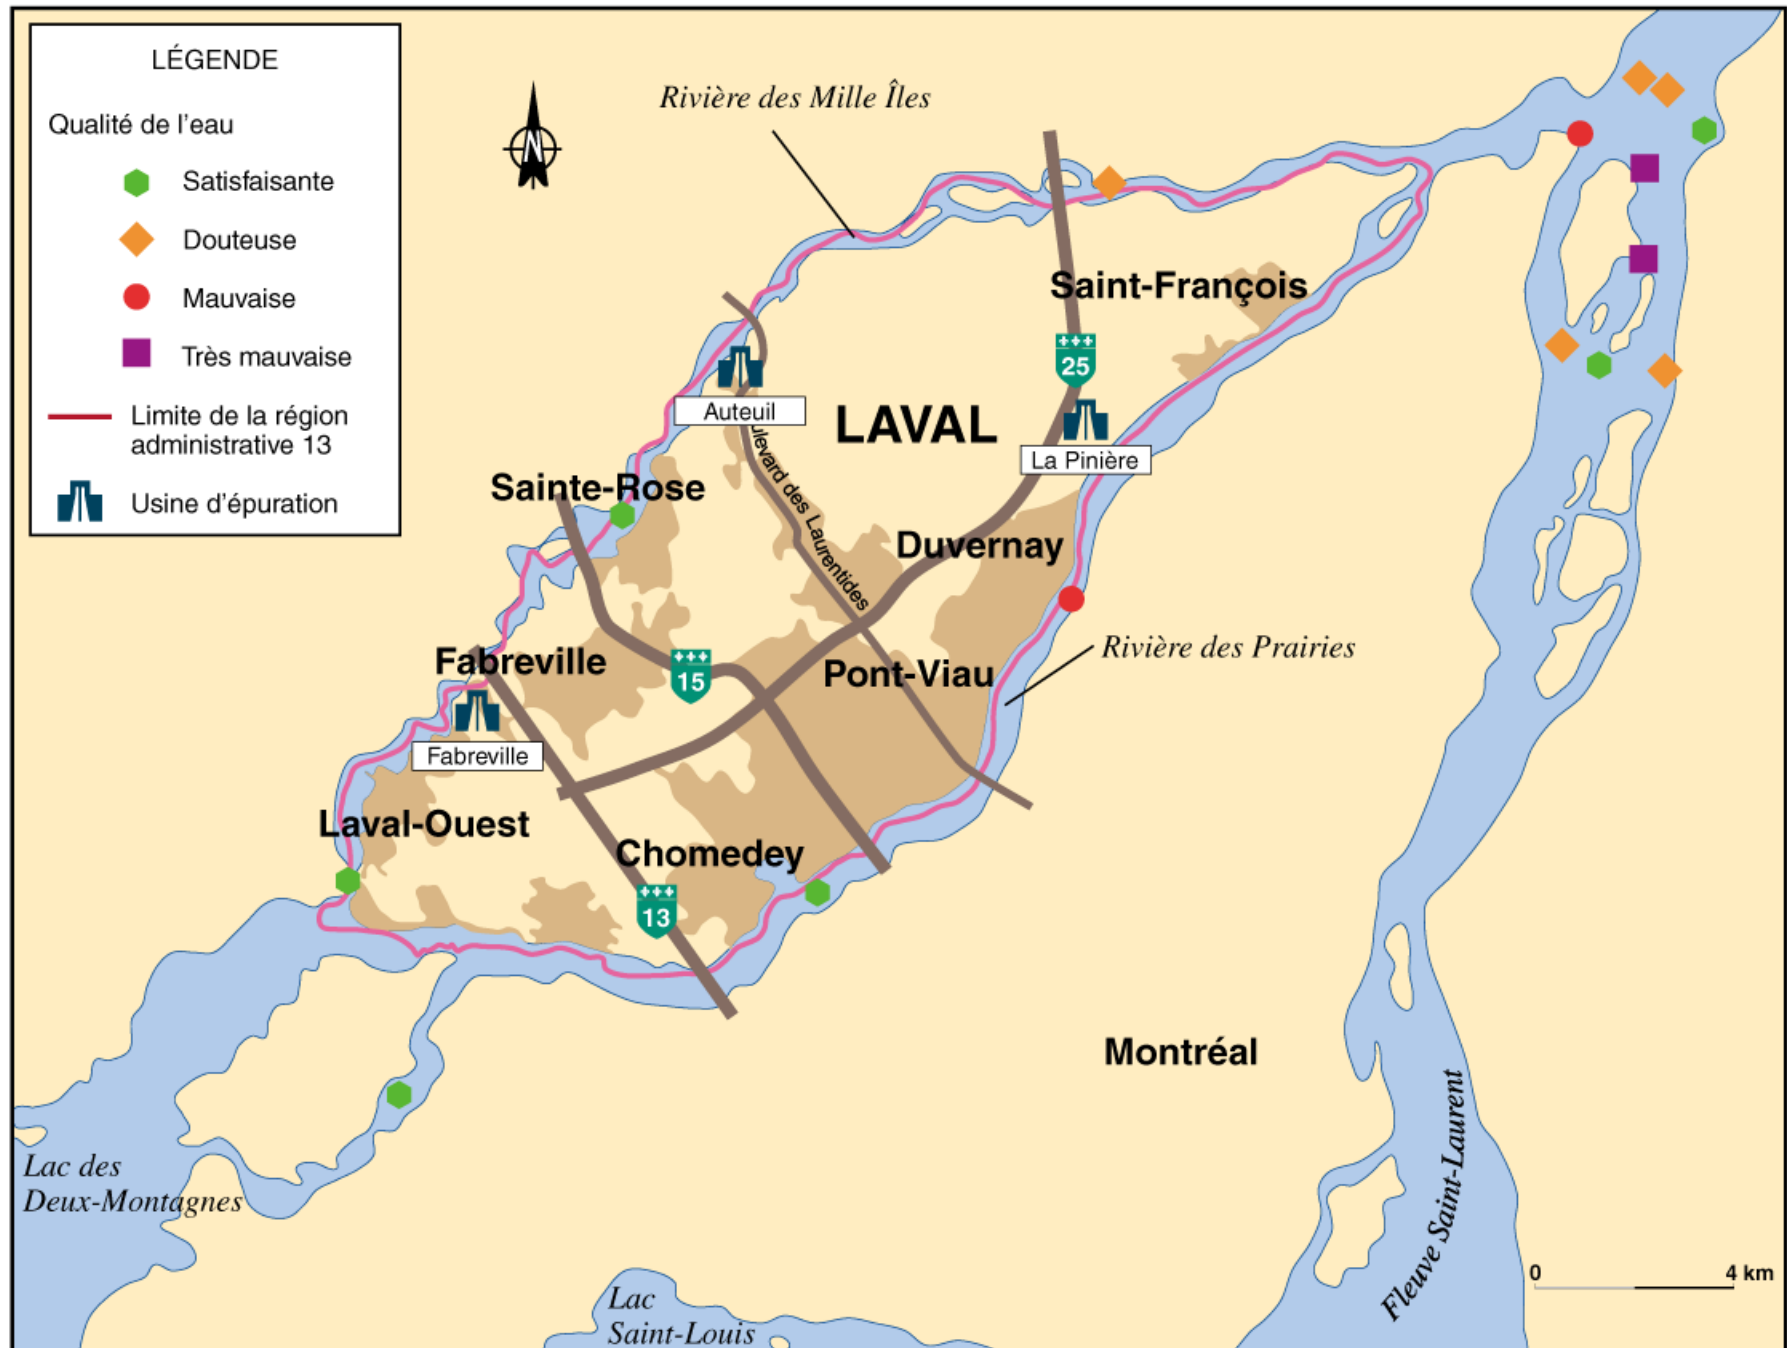 LÉGENDE
Qualité de l'eau
Satisfaisante
Douteuse
Mauvaise
Très mauvaise
Limite de la région
administrative 13
Usine d'épuration
N
Rivière des Mille Îles
Saint-François
25
Auteuil
LAVAL
La Pinière
ulevard des Laurentides
Sainte-Rose
Duvernay
Fabreville
15
Pont-Viau
Rivière des Prairies
Fabreville
Laval-Ouest
Chomedey
13
Montréal
Lac des
Deux-Montagnes
Fleuve Saint-Laurent
0 4 km
Lac
Saint-Louis